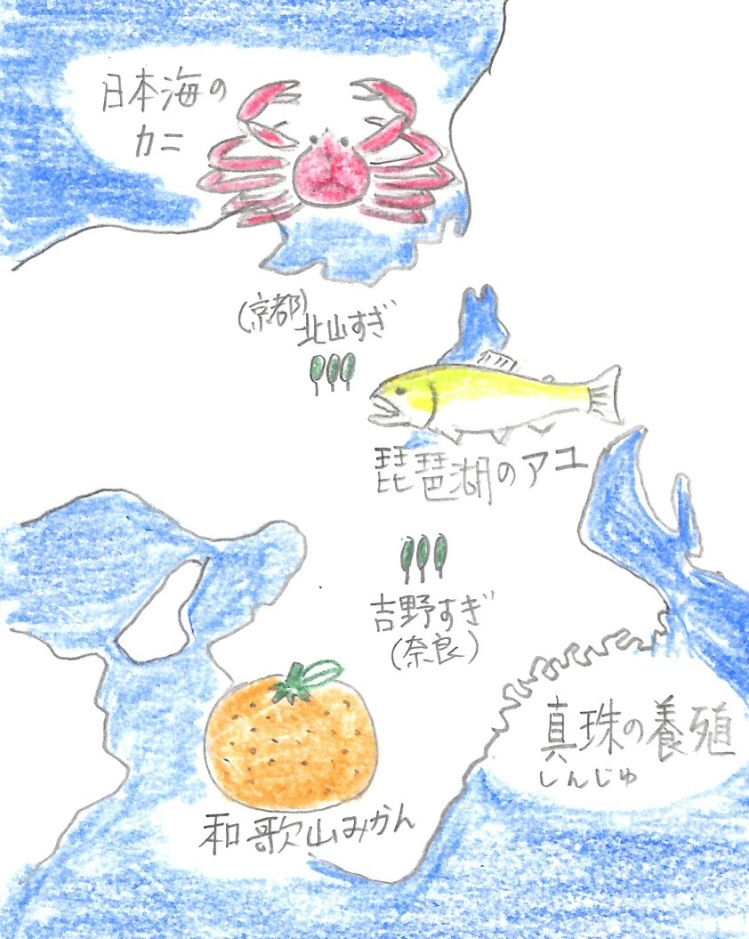 日本海の
カニ
(京都)北山すぎ
琵琶湖のアユ
吉野すぎ
(奈良)
真珠の養殖
しんじゅ
和歌山みかん